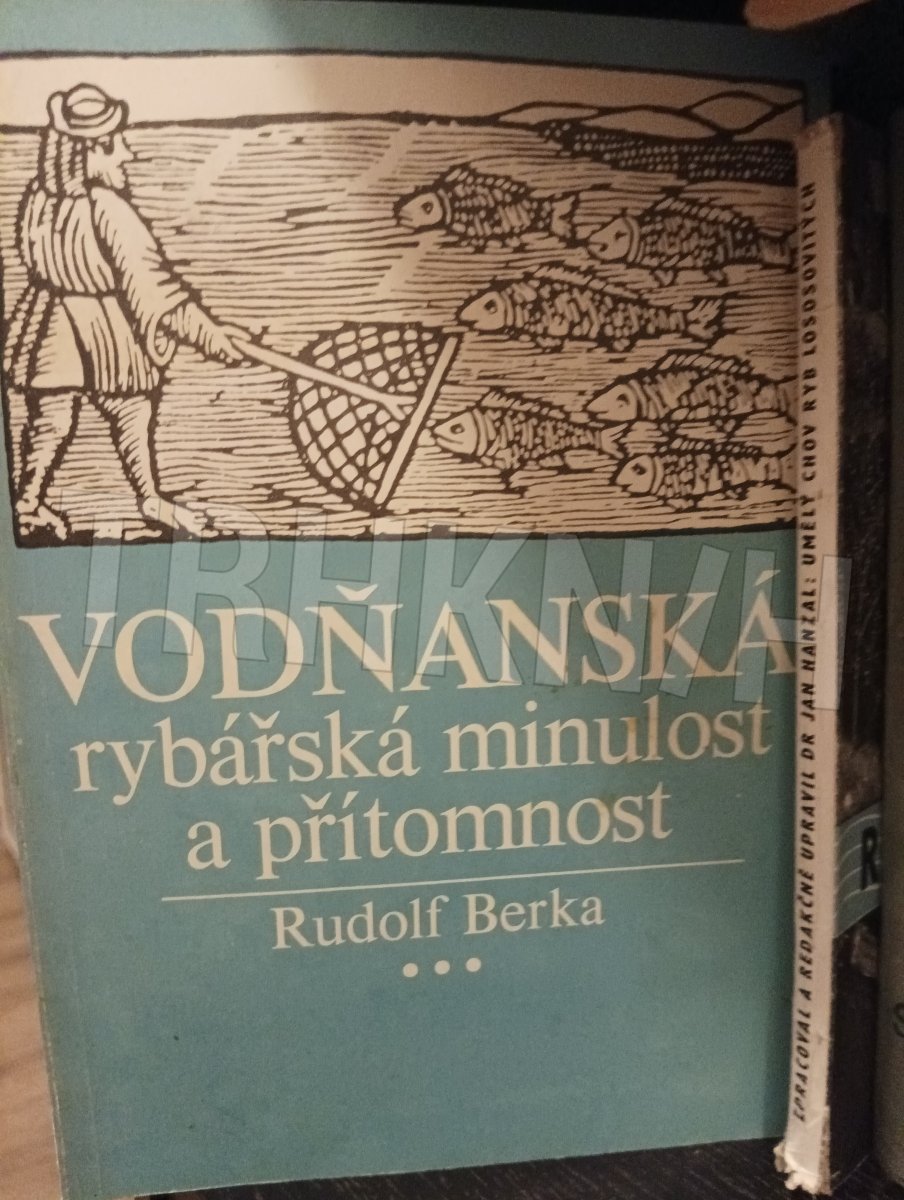 VODŇANSKÁ
rybářská minulost
a přítomnost
Rudolf Berka
ZPRACOVAL A REDAKČNĚ UPRAVIL DR JAN HANZAL: UMĚLÝ CHOV RYB LOSOSOVITÝCH
TRHKNIH
R